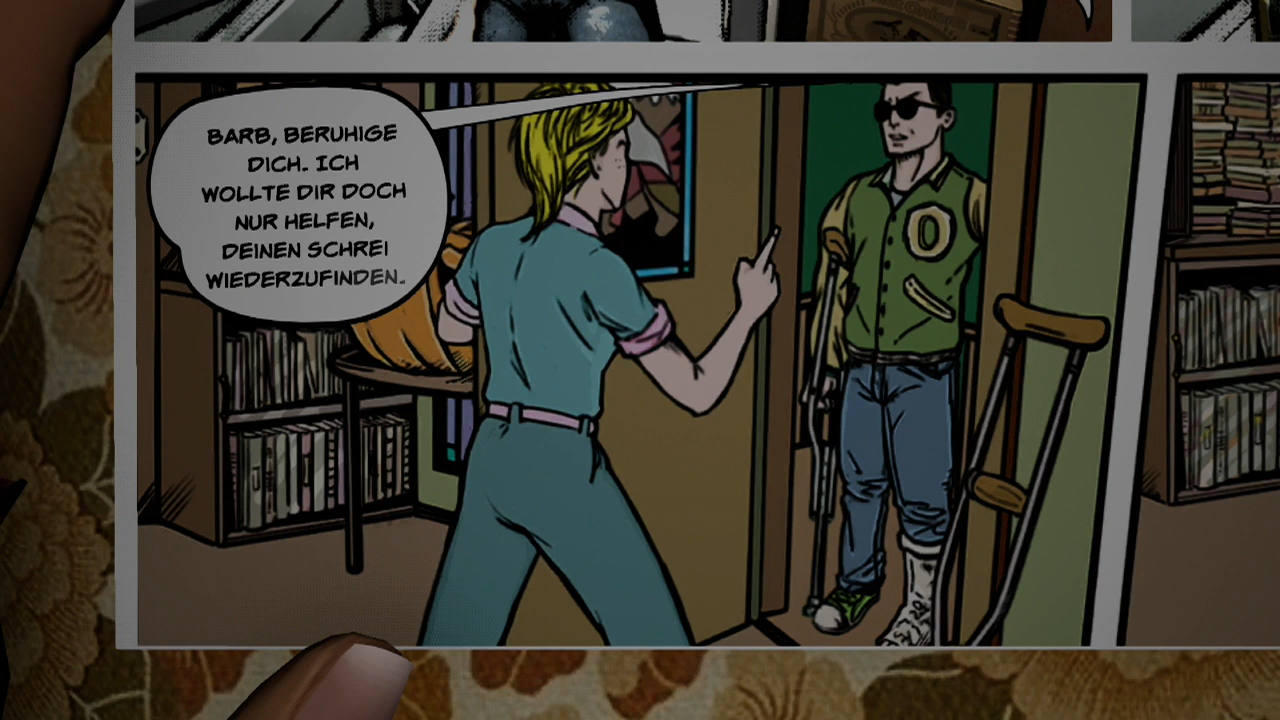 BARB, BERUHIGE
DICH. ICH
WOLLTE DIR DOCH
NUR HELFEN,
DEINEN SCHREI
WIEDERZUFINDEN.
O